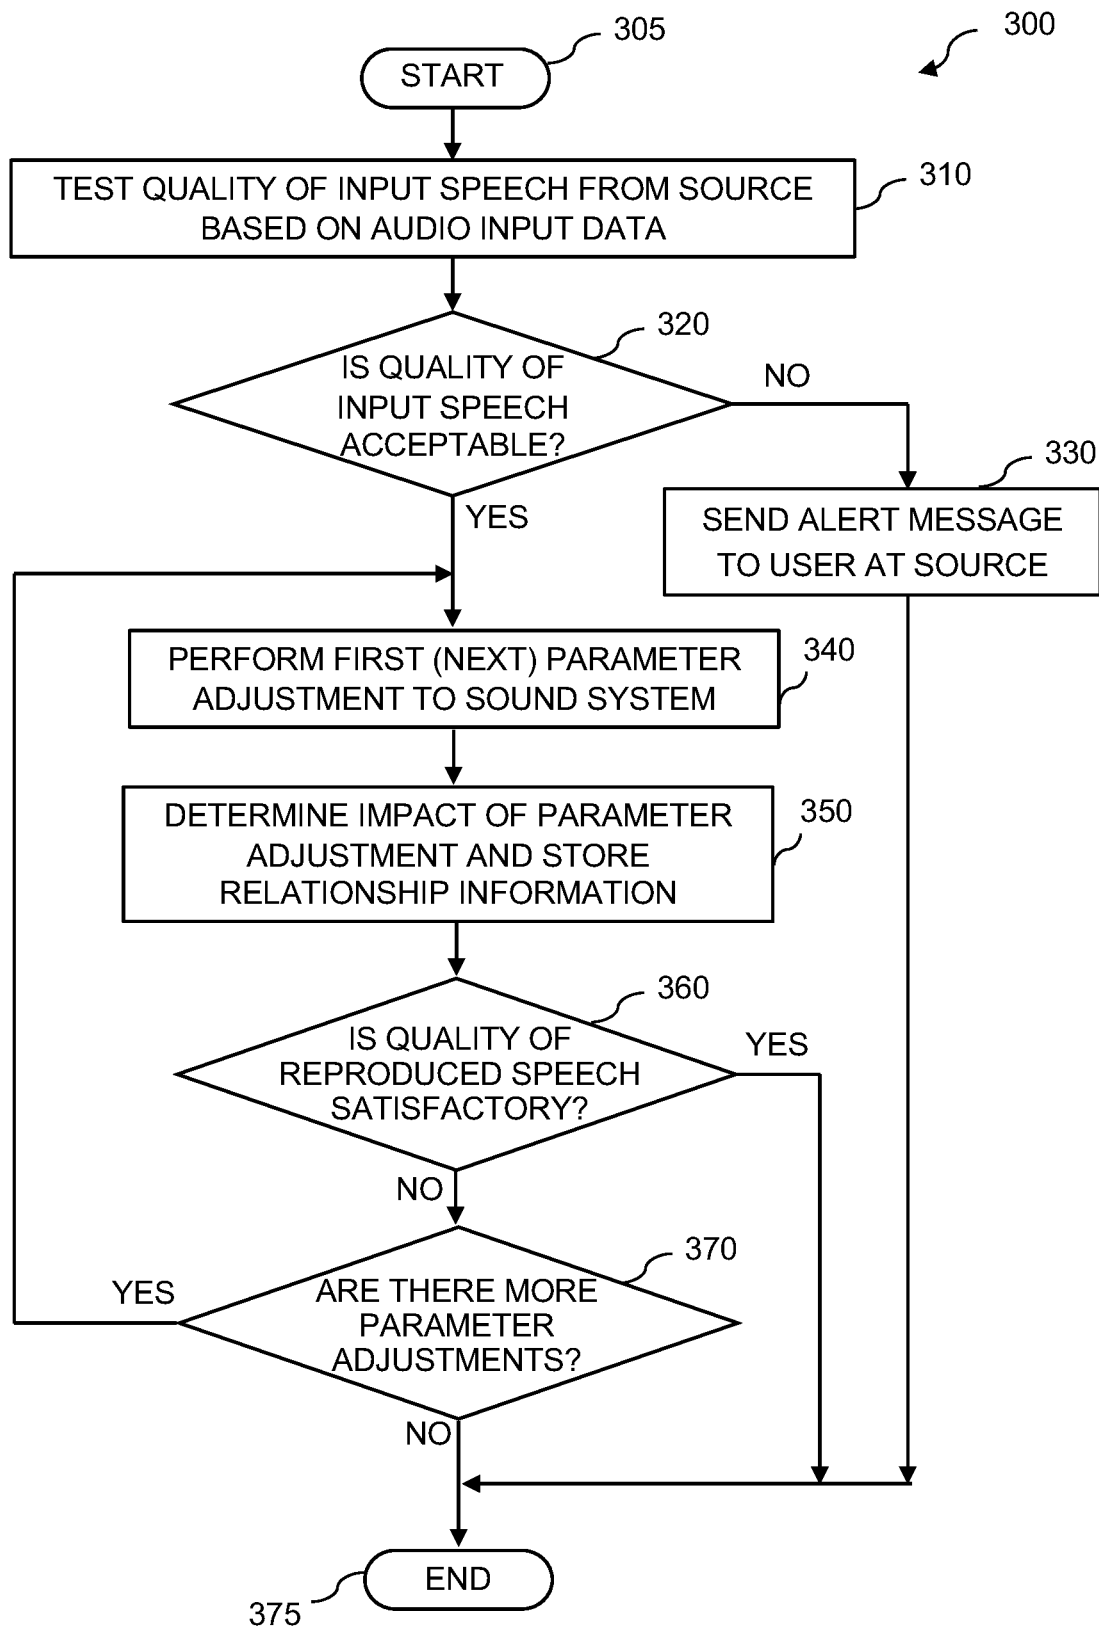 305
300
START
310
TEST QUALITY OF INPUT SPEECH FROM SOURCE
BASED ON AUDIO INPUT DATA
320
IS QUALITY OF
INPUT SPEECH
ACCEPTABLE?
NO
330
YES
SEND ALERT MESSAGE
TO USER AT SOURCE
340
PERFORM FIRST (NEXT) PARAMETER
ADJUSTMENT TO SOUND SYSTEM
350
DETERMINE IMPACT OF PARAMETER
ADJUSTMENT AND STORE
RELATIONSHIP INFORMATION
360
IS QUALITY OF
REPRODUCED SPEECH
SATISFACTORY?
YES
NO
370
YES
ARE THERE MORE
PARAMETER
ADJUSTMENTS?
NO
END
375